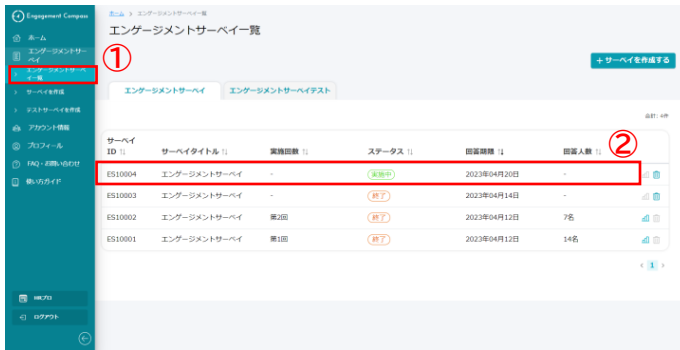 Engagement Compass
ホーム
エンゲージメントサーベイ
エンゲージメントサーベイ一覧
サーベイを作成
テストサーベイを作成
アカウント情報
プロフィール
FAQ・お問い合わせ
使い方ガイド
HRプロ
ログアウト
ホーム > エンゲージメントサーベイ一覧
エンゲージメントサーベイ一覧
①
+ サーベイを作成する
エンゲージメントサーベイ エンゲージメントサーベイテスト
合計: 4件
サーベイID サーベイタイトル 実施回数 ステータス 回答期限 回答人数
②
ES10004 エンゲージメントサーベイ - 実施中 2023年04月20日 -
ES10003 エンゲージメントサーベイ - 終了 2023年04月14日 -
ES10002 エンゲージメントサーベイ 第2回 終了 2023年04月12日 7名
ES10001 エンゲージメントサーベイ 第1回 終了 2023年04月12日 14名
< 1 >